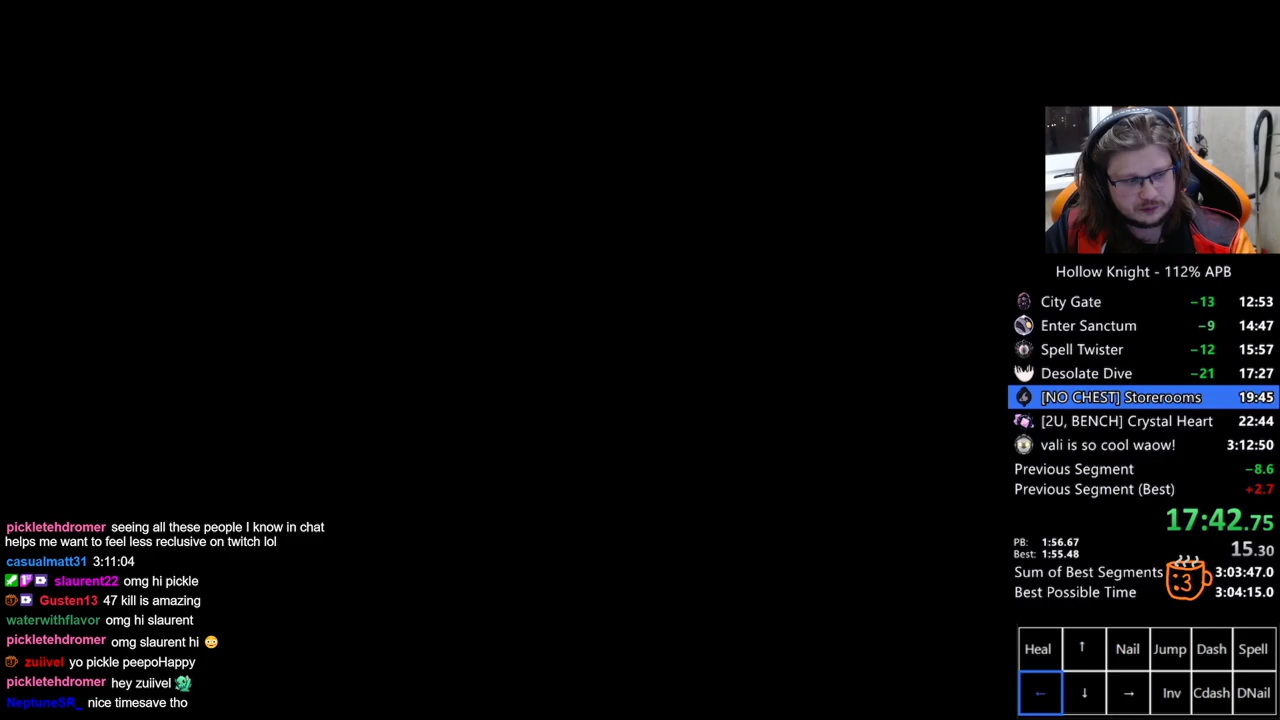 Hollow Knight - 112% APB
City Gate -13 12:53
Enter Sanctum -9 14:47
Spell Twister -12 15:57
Desolate Dive -21 17:27
[NO CHEST] Storerooms 19:45
[2U, BENCH] Crystal Heart 22:44
vali is so cool waow! 3:12:50
Previous Segment -8.6
Previous Segment (Best) +2.7
17:42.75
PB: 1:56.67
Best: 1:55.48
15.30
Sum of Best Segments 3:03:47.0
Best Possible Time 3:04:15.0
:3
Heal ↑ Nail Jump Dash Spell
← ↓ → Inv Cdash DNail
pickletehdromer seeing all these people I know in chat
helps me want to feel less reclusive on twitch lol
casualmatt31 3:11:04
slaurent22 omg hi pickle
Gusten13 47 kill is amazing
waterwithflavor omg hi slaurent
pickletehdromer omg slaurent hi 😳
zuiivel yo pickle peepoHappy
pickletehdromer hey zuiivel
NeptuneSR_ nice timesave tho